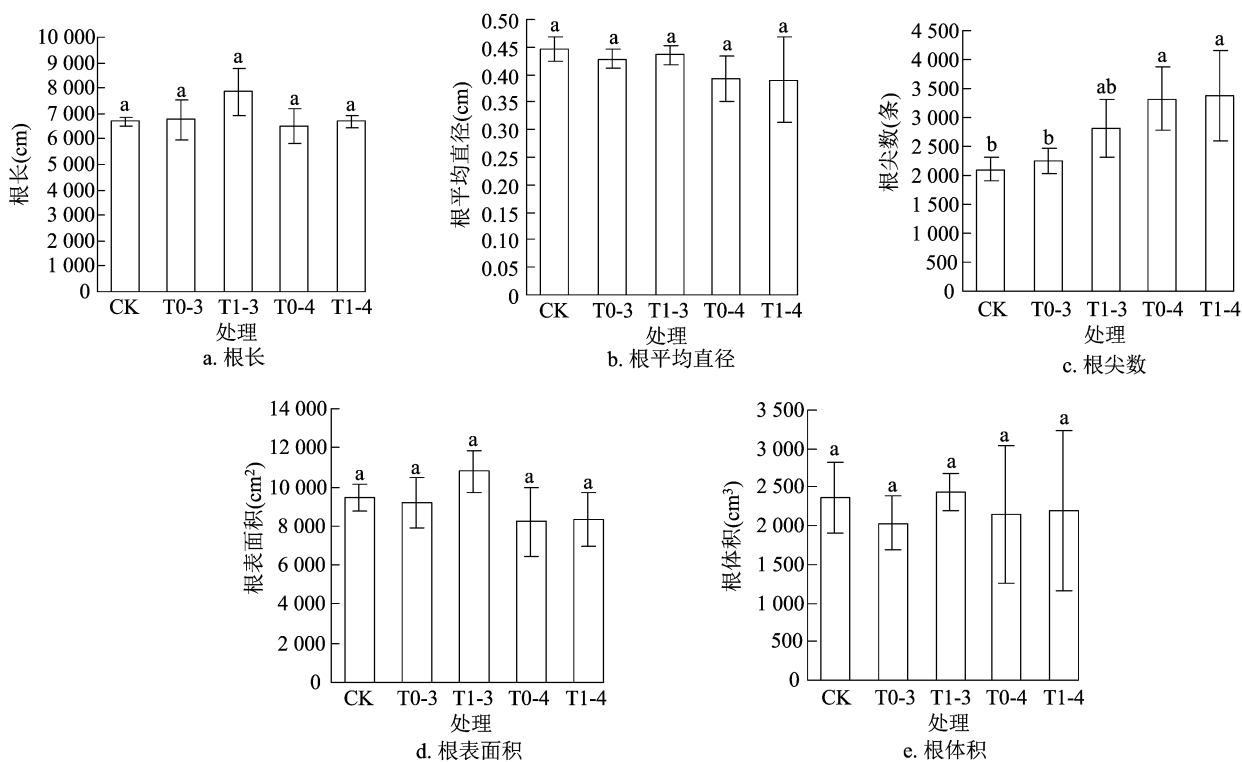 10 000
9 000
8 000
7 000
6 000
5 000
4 000
3 000
2 000
1 000
0
根长(cm)
a a a a a
CK T0-3 T1-3 T0-4 T1-4
处理
a. 根长
0.50
0.45
0.40
0.35
0.30
0.25
0.20
0.15
0.10
0.05
0
根平均直径(cm)
a a a a a
CK T0-3 T1-3 T0-4 T1-4
处理
b. 根平均直径
4 500
4 000
3 500
3 000
2 500
2 000
1 500
1 000
500
0
根尖数(条)
b b ab a a
CK T0-3 T1-3 T0-4 T1-4
处理
c. 根尖数
14 000
12 000
10 000
8 000
6 000
4 000
2 000
0
根表面积(cm²)
a a a a a
CK T0-3 T1-3 T0-4 T1-4
处理
d. 根表面积
3 500
3 000
2 500
2 000
1 500
1 000
500
0
根体积(cm³)
a a a a a
CK T0-3 T1-3 T0-4 T1-4
处理
e. 根体积